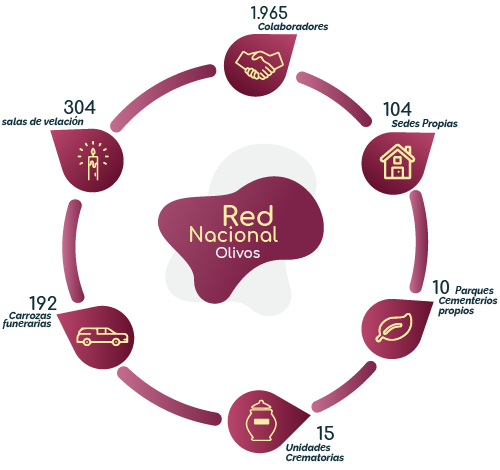 1.965
Colaboradores
304
salas de velación
104
Sedes Propias
Red
Nacional
Olivos
192
Carrozas
funerarias
10 Parques
Cementerios
propios
15
Unidades
Crematorias